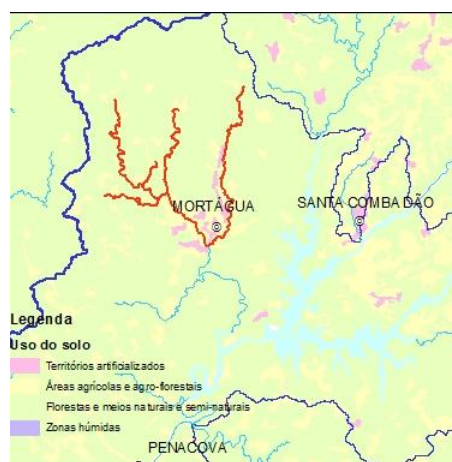 MORTÁGUA
SANTA COMBA DÃO
Legenda
Uso do solo
Territórios artificializados
Áreas agrícolas e agro-florestais
Florestas e meios naturais e semi-naturais
Zonas húmidas
PENACOVA